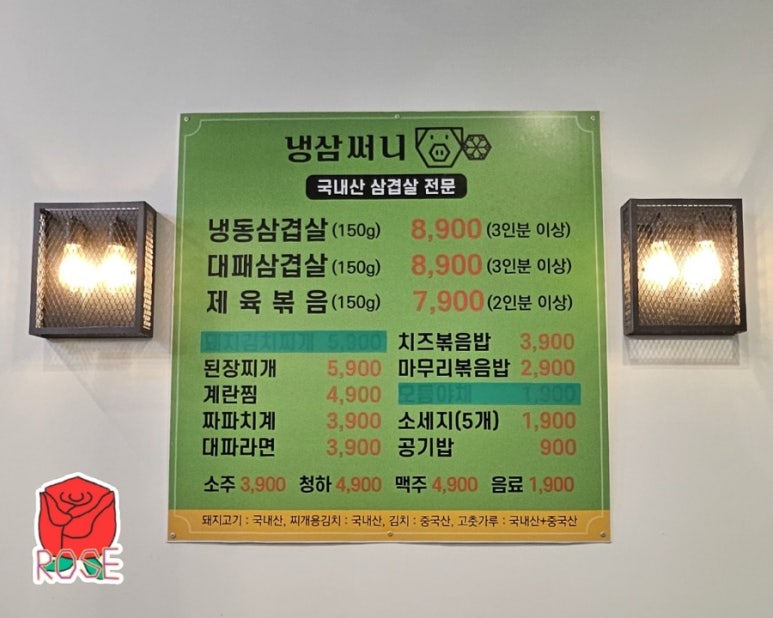 냉삼써니
국내산 삼겹살 전문
냉동삼겹살 (150g) 8,900 (3인분 이상)
대패삼겹살 (150g) 8,900 (3인분 이상)
제육볶음 (150g) 7,900 (2인분 이상)
돼지김치찌개 5,900 치즈볶음밥 3,900
된장찌개 5,900 마무리볶음밥 2,900
계란찜 4,900 모듬야채 1,900
짜파치계 3,900 소세지(5개) 1,900
대파라면 3,900 공기밥 900
소주 3,900 청하 4,900 맥주 4,900 음료 1,900
돼지고기 : 국내산, 찌개용김치 : 국내산, 김치 : 중국산, 고춧가루 : 국내산+중국산
ROSE